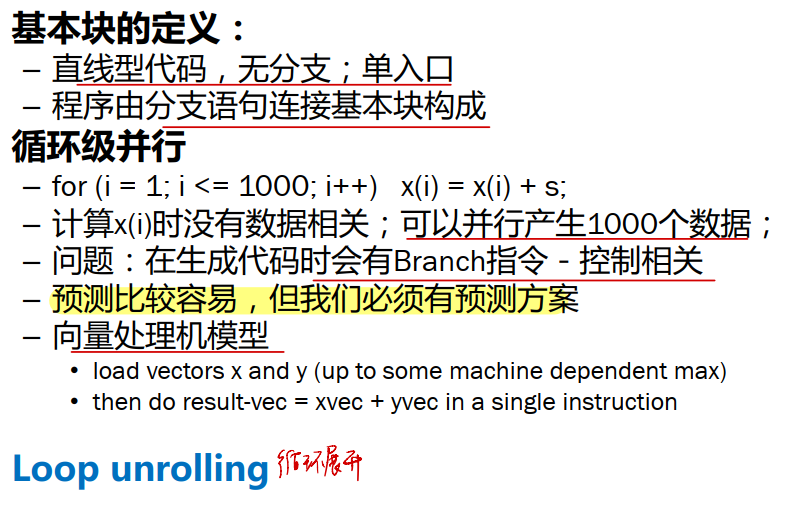 基本块的定义：
– 直线型代码，无分支；单入口
– 程序由分支语句连接基本块构成
循环级并行
– for (i = 1; i <= 1000; i++) x(i) = x(i) + s;
– 计算x(i)时没有数据相关；可以并行产生1000个数据；
– 问题：在生成代码时会有Branch指令－控制相关
– 预测比较容易，但我们必须有预测方案
– 向量处理机模型
• load vectors x and y (up to some machine dependent max)
• then do result-vec = xvec + yvec in a single instruction
Loop unrolling 循环展开